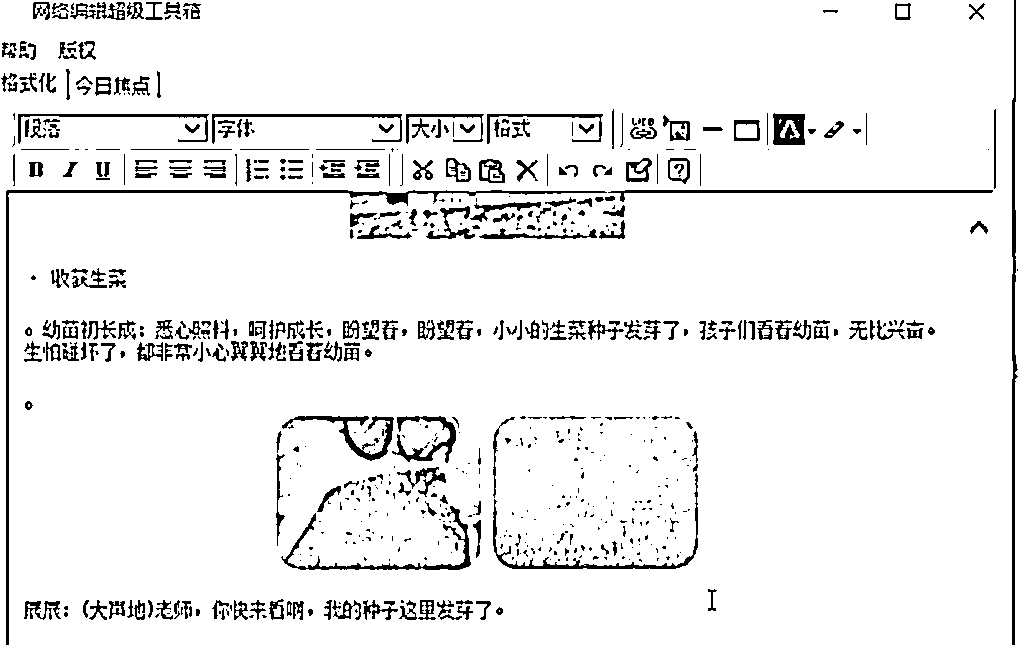 网络编辑超级工具箱
帮助 版权
格式化 今日焦点
段落 字体 大小 格式
B I U
· 收获生菜
。幼苗初长成：悉心照料，呵护成长，盼望着，盼望着，小小的生菜种子发芽了，孩子们看着幼苗，无比兴奋。
生怕碰坏了，都非常小心翼翼地看着幼苗。
。
展展：(大声地)老师，你快来看啊，我的种子这里发芽了。